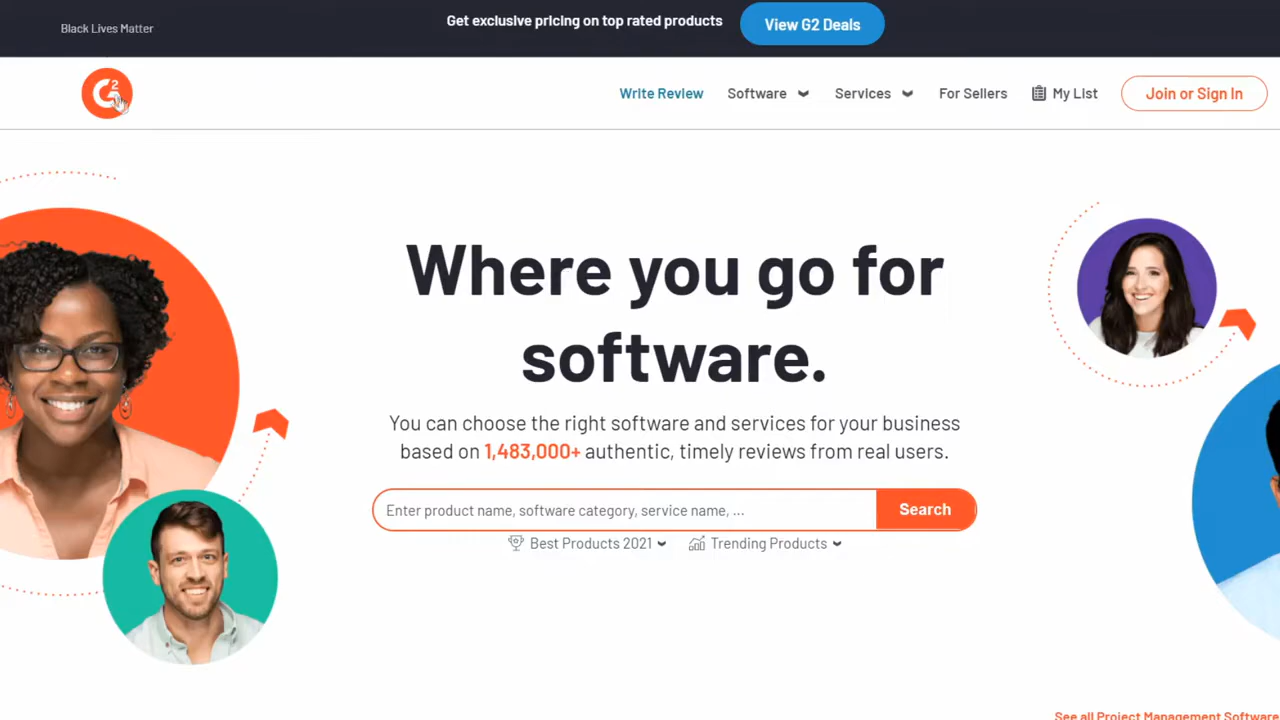 Black Lives Matter
Get exclusive pricing on top rated products
View G2 Deals
G2
Write Review
Software
Services
For Sellers
My List
Join or Sign In
Where you go for
software.
You can choose the right software and services for your business
based on 1,483,000+ authentic, timely reviews from real users.
Enter product name, software category, service name, ...
Search
Best Products 2021
Trending Products
See all Project Management Software